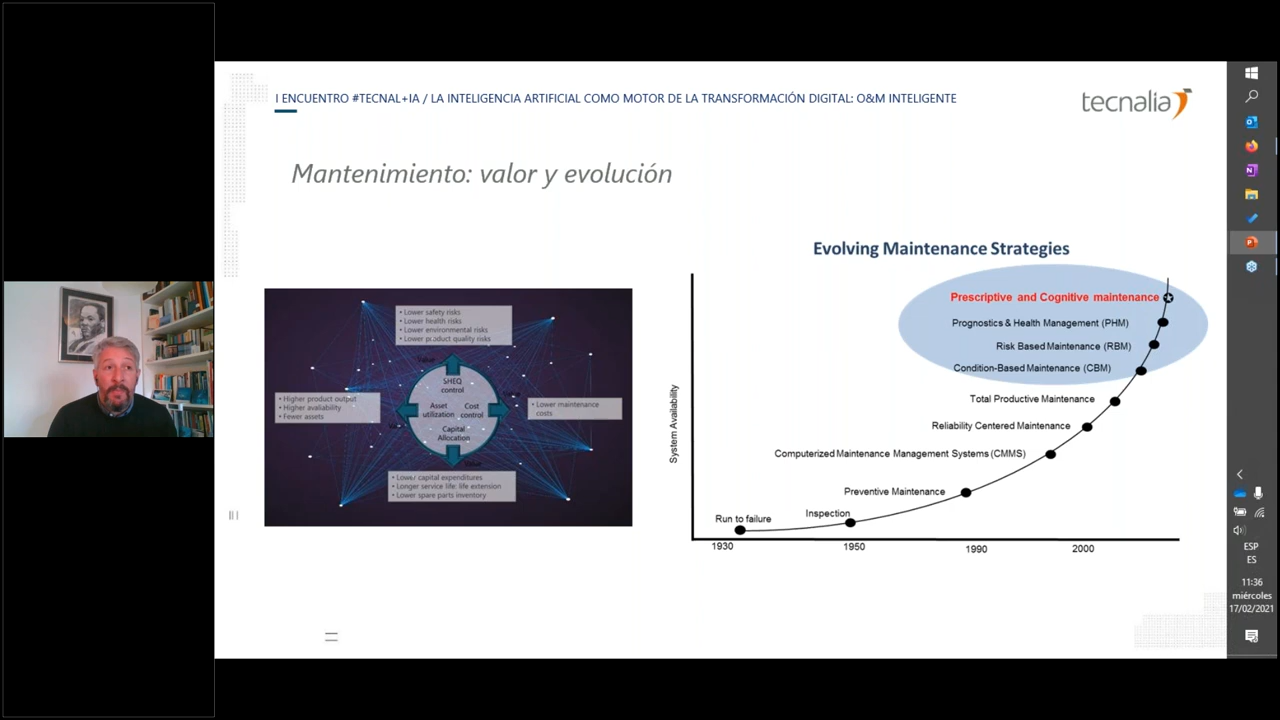 I ENCUENTRO #TECNAL+IA / LA INTELIGENCIA ARTIFICIAL COMO MOTOR DE LA TRANSFORMACIÓN DIGITAL: O&M INTELIGENTE
tecnalia
Mantenimiento: valor y evolución
• Lower safety risks
• Lower health risks
• Lower environmental risks
• Lower product quality risks
Value
SHEQ
control
• Higher product output
• Higher availability
• Fewer assets
Asset
utilization
Cost
control
• Lower maintenance
costs
Capital
Allocation
Value
• Lower capital expenditures
• Longer service life: life extension
• Lower spare parts inventory
Evolving Maintenance Strategies
System Availability
Prescriptive and Cognitive maintenance
Prognostics & Health Management (PHM)
Risk Based Maintenance (RBM)
Condition-Based Maintenance (CBM)
Total Productive Maintenance
Reliability Centered Maintenance
Computerized Maintenance Management Systems (CMMS)
Preventive Maintenance
Inspection
Run to failure
1930
1950
1990
2000
ESP
ES
11:36
miércoles
17/02/2021